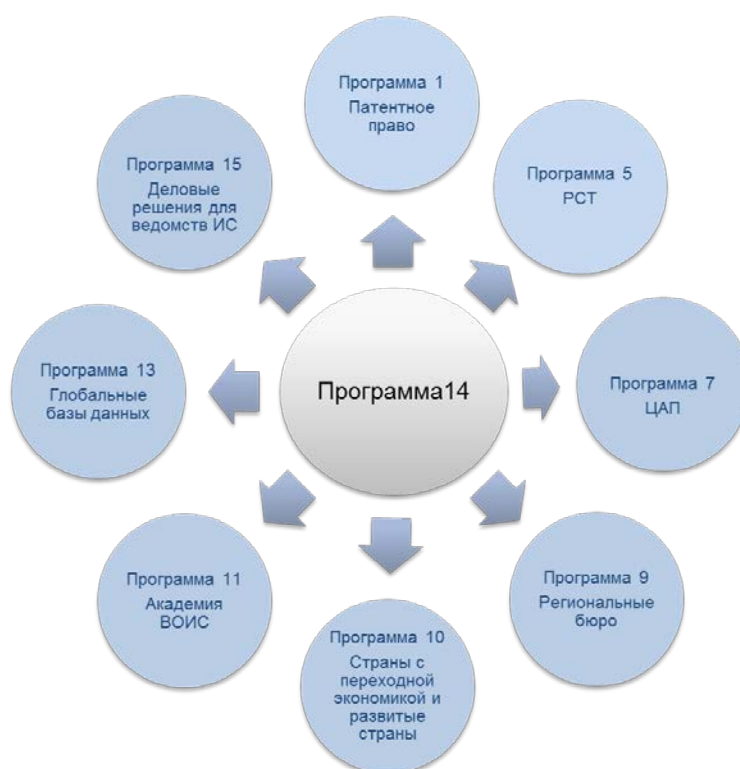 Программа 1
Патентное
право
Программа 5
PCT
Программа 7
ЦАП
Программа 9
Региональные
бюро
Программа 10
Страны с
переходной
экономикой и
развитые
страны
Программа 11
Академия
ВОИС
Программа 13
Глобальные
базы данных
Программа 15
Деловые
решения для
ведомств ИС
Программа14